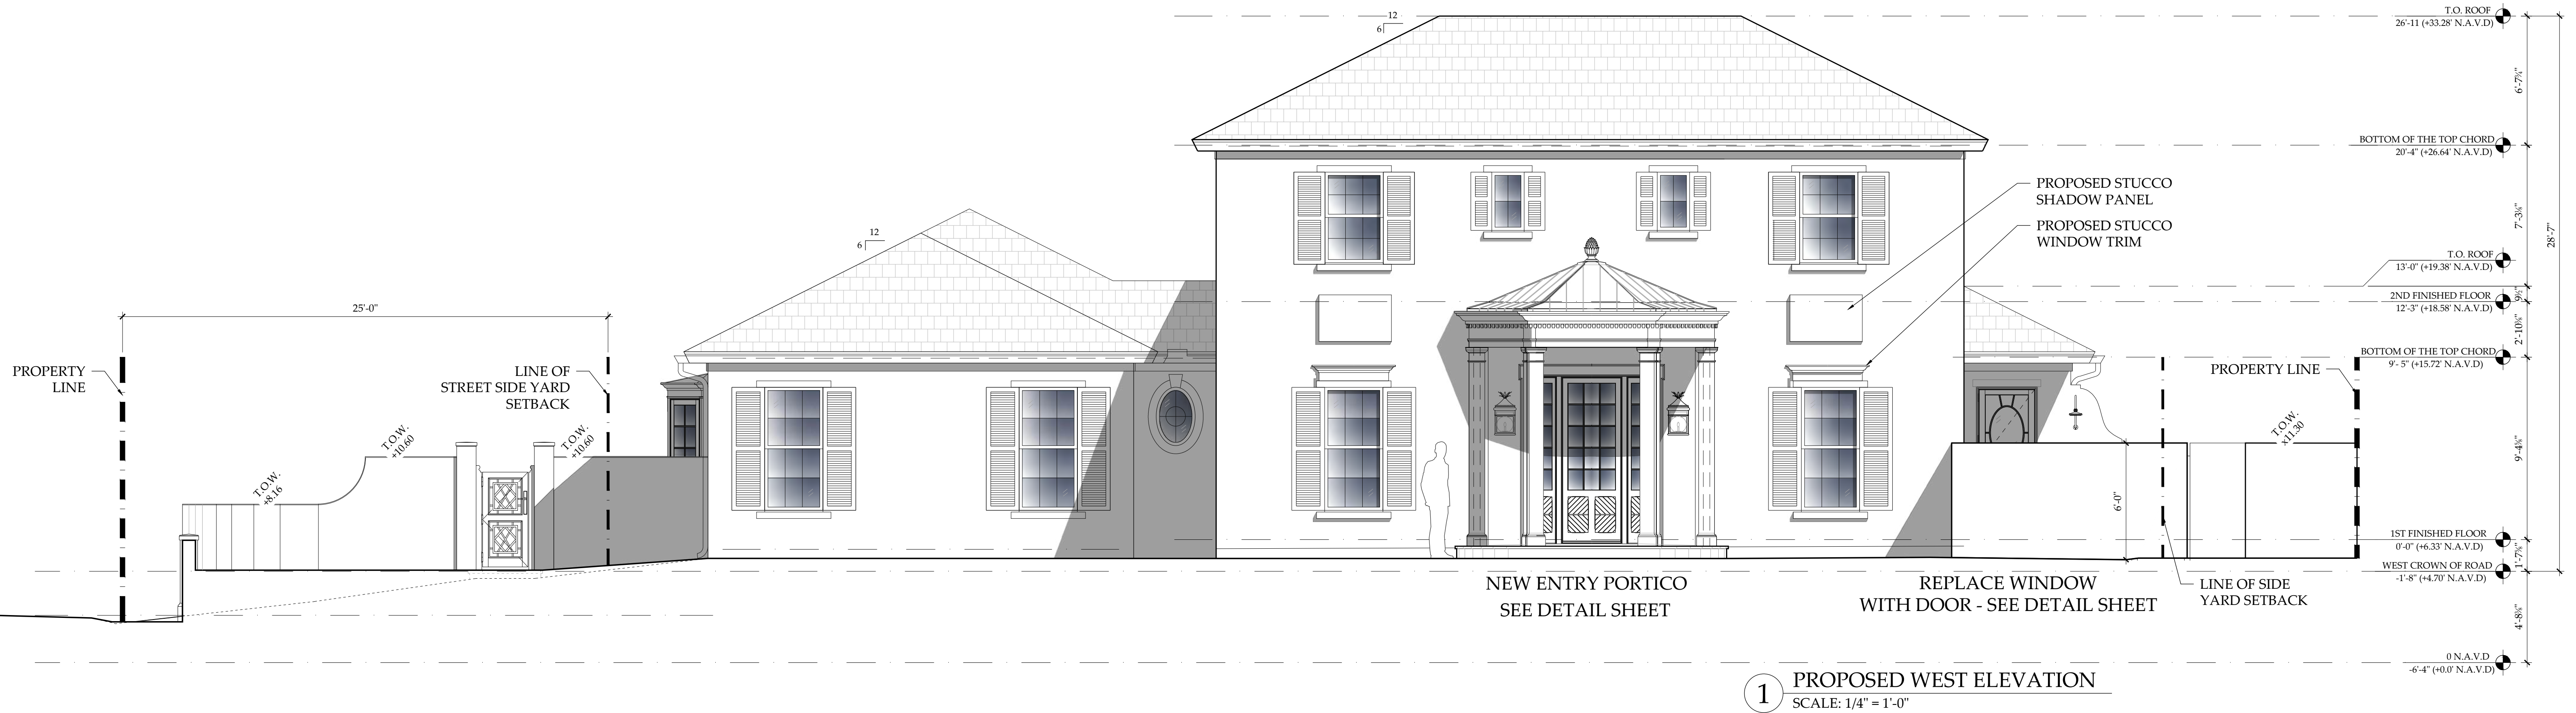 12
6
T.O. ROOF
26'-11 (+33.28' N.A.V.D)
6'-7¼"
BOTTOM OF THE TOP CHORD
20'-4" (+26.64' N.A.V.D)
PROPOSED STUCCO
SHADOW PANEL
PROPOSED STUCCO
WINDOW TRIM
7'-3¼"
28'-7"
12
6
T.O. ROOF
13'-0" (+19.38' N.A.V.D)
9½"
2ND FINISHED FLOOR
12'-3" (+18.58' N.A.V.D)
25'-0"
BOTTOM OF THE TOP CHORD
9'- 5" (+15.72' N.A.V.D)
PROPERTY
LINE
LINE OF
STREET SIDE YARD
SETBACK
PROPERTY LINE
T.O.W.
+10.60
T.O.W.
+10.60
T.O.W.
+11.30
T.O.W.
+8.16
6'-0"
1ST FINISHED FLOOR
0'-0" (+6.33' N.A.V.D)
WEST CROWN OF ROAD
-1'-8" (+4.70' N.A.V.D)
NEW ENTRY PORTICO
SEE DETAIL SHEET
REPLACE WINDOW
WITH DOOR - SEE DETAIL SHEET
LINE OF SIDE
YARD SETBACK
0 N.A.V.D
-6'-4" (+0.0' N.A.V.D)
1
PROPOSED WEST ELEVATION
SCALE: 1/4" = 1'-0"